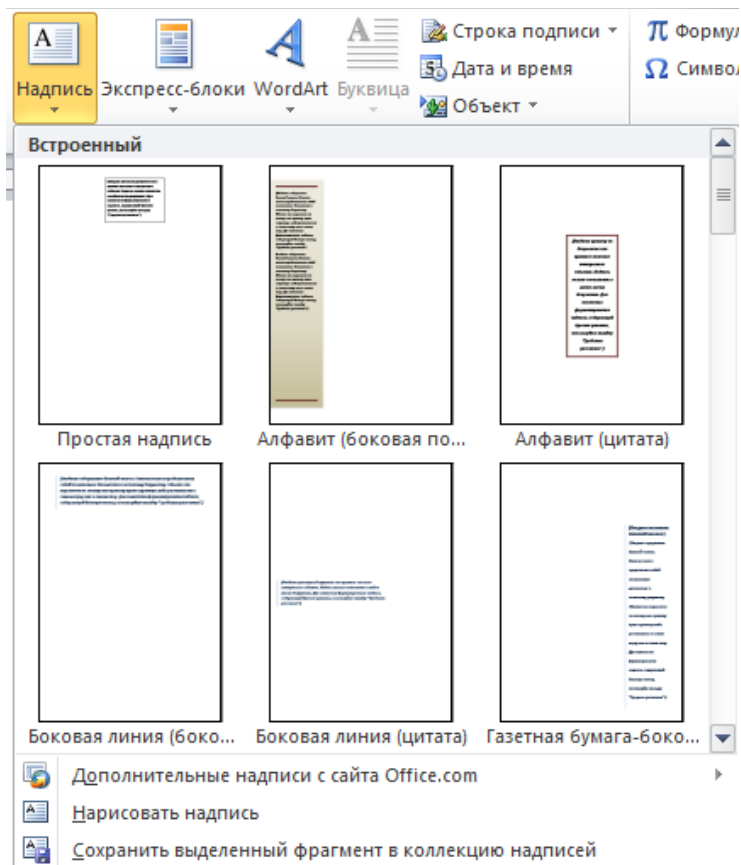 Строка подписи
π Формул
Дата и время
Ω Символ
Объект
Надпись Экспресс-блоки WordArt Буквица
Встроенный
Простая надпись
Алфавит (боковая по...
Алфавит (цитата)
Боковая линия (боко...
Боковая линия (цитата)
Газетная бумага-боко...
Дополнительные надписи с сайта Office.com
Нарисовать надпись
Сохранить выделенный фрагмент в коллекцию надписей